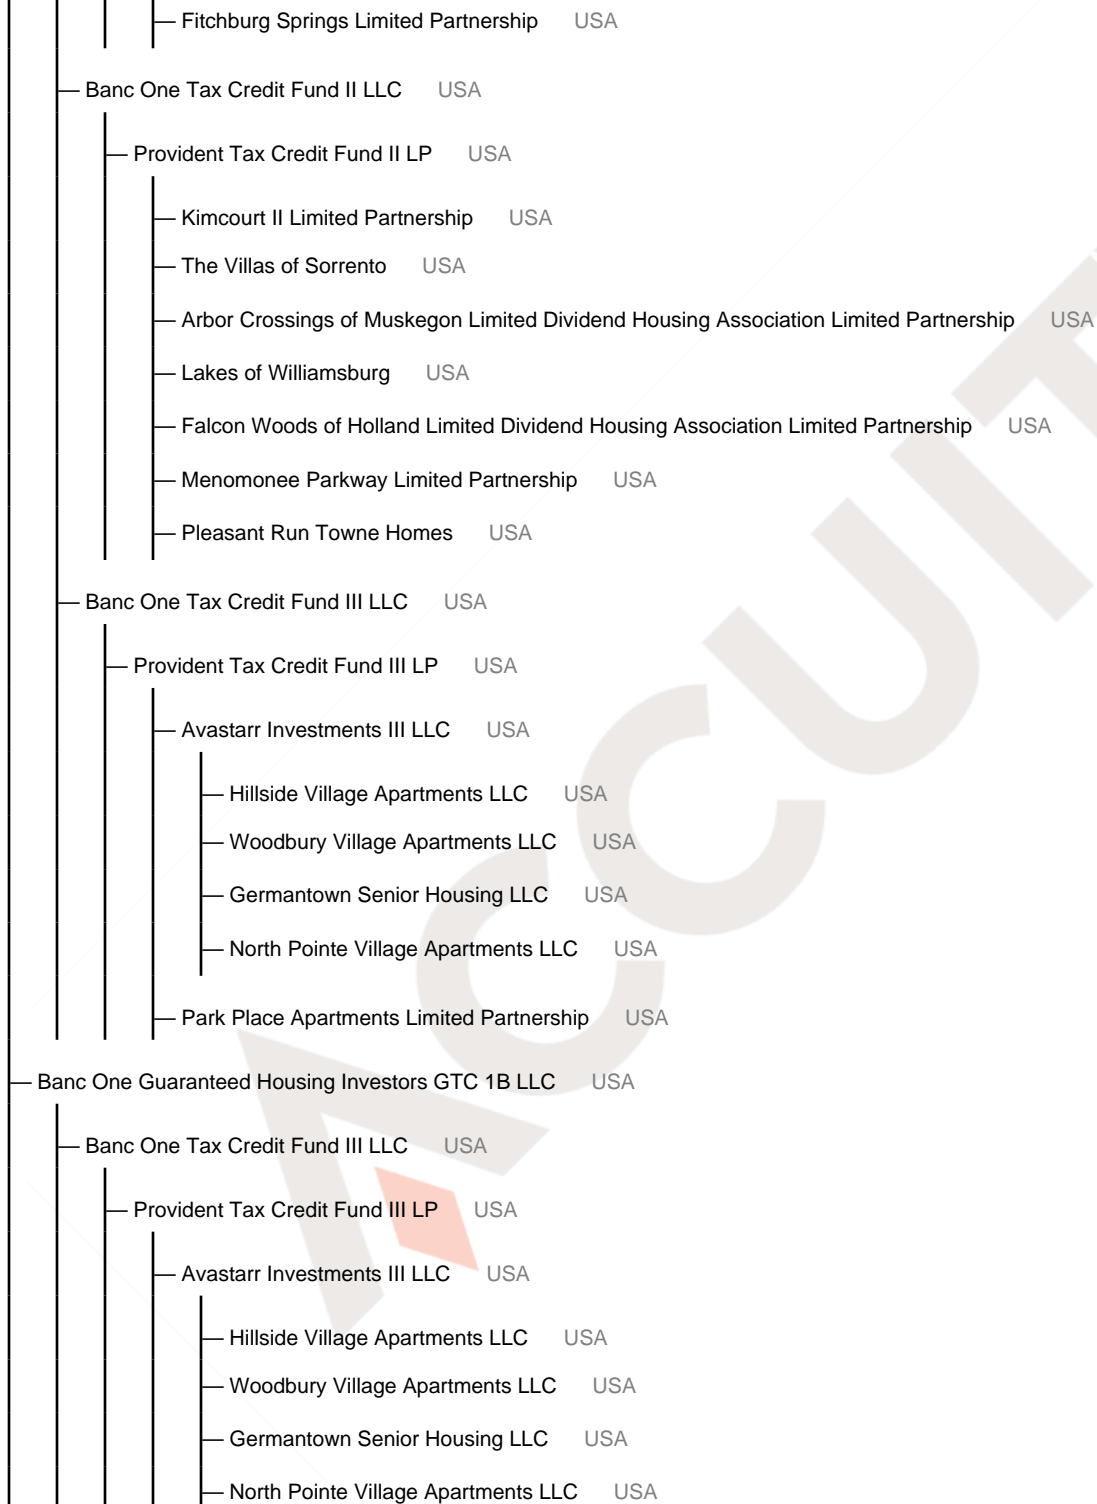 Fitchburg Springs Limited Partnership USA
Banc One Tax Credit Fund II LLC USA
Provident Tax Credit Fund II LP USA
Kimcourt II Limited Partnership USA
The Villas of Sorrento USA
Arbor Crossings of Muskegon Limited Dividend Housing Association Limited Partnership USA
Lakes of Williamsburg USA
Falcon Woods of Holland Limited Dividend Housing Association Limited Partnership USA
Menomonee Parkway Limited Partnership USA
Pleasant Run Towne Homes USA
Banc One Tax Credit Fund III LLC USA
Provident Tax Credit Fund III LP USA
Avastarr Investments III LLC USA
Hillside Village Apartments LLC USA
Woodbury Village Apartments LLC USA
Germantown Senior Housing LLC USA
North Pointe Village Apartments LLC USA
Park Place Apartments Limited Partnership USA
Banc One Guaranteed Housing Investors GTC 1B LLC USA
Banc One Tax Credit Fund III LLC USA
Provident Tax Credit Fund III LP USA
Avastarr Investments III LLC USA
Hillside Village Apartments LLC USA
Woodbury Village Apartments LLC USA
Germantown Senior Housing LLC USA
North Pointe Village Apartments LLC USA
ACCUIT